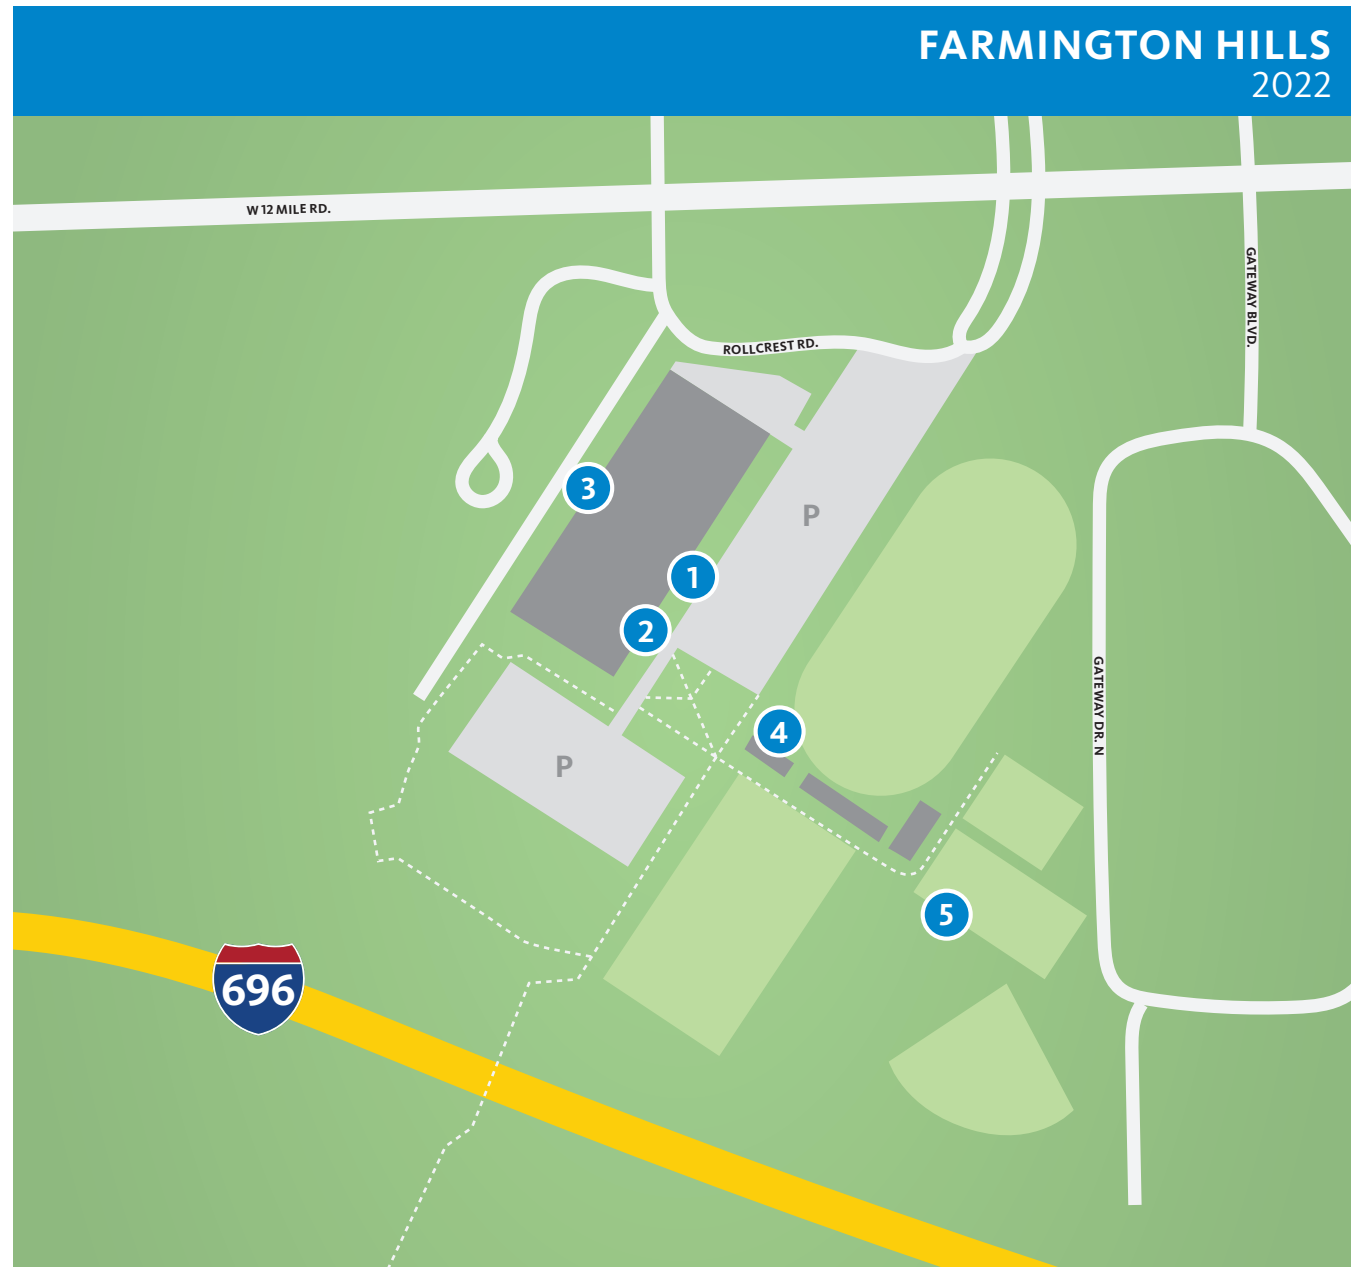 FARMINGTON HILLS
2022
W 12 MILE RD.
GATEWAY BLVD.
ROLLCREST RD.
3
P
1
2
GATEWAY DR. N
4
P
5
696